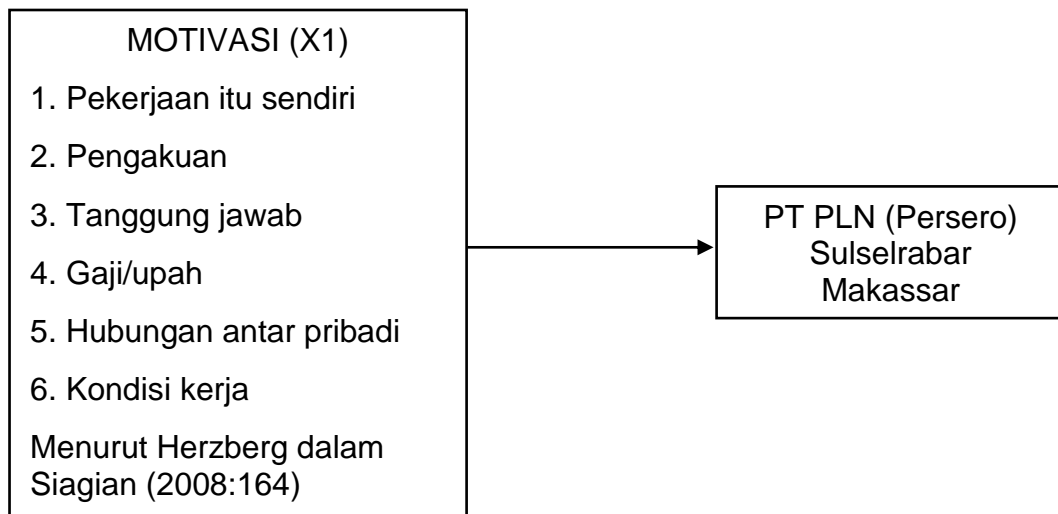 MOTIVASI (X1)
1. Pekerjaan itu sendiri
2. Pengakuan
3. Tanggung jawab
4. Gaji/upah
5. Hubungan antar pribadi
6. Kondisi kerja
Menurut Herzberg dalam
Siagian (2008:164)
PT PLN (Persero)
Sulselrabar
Makassar